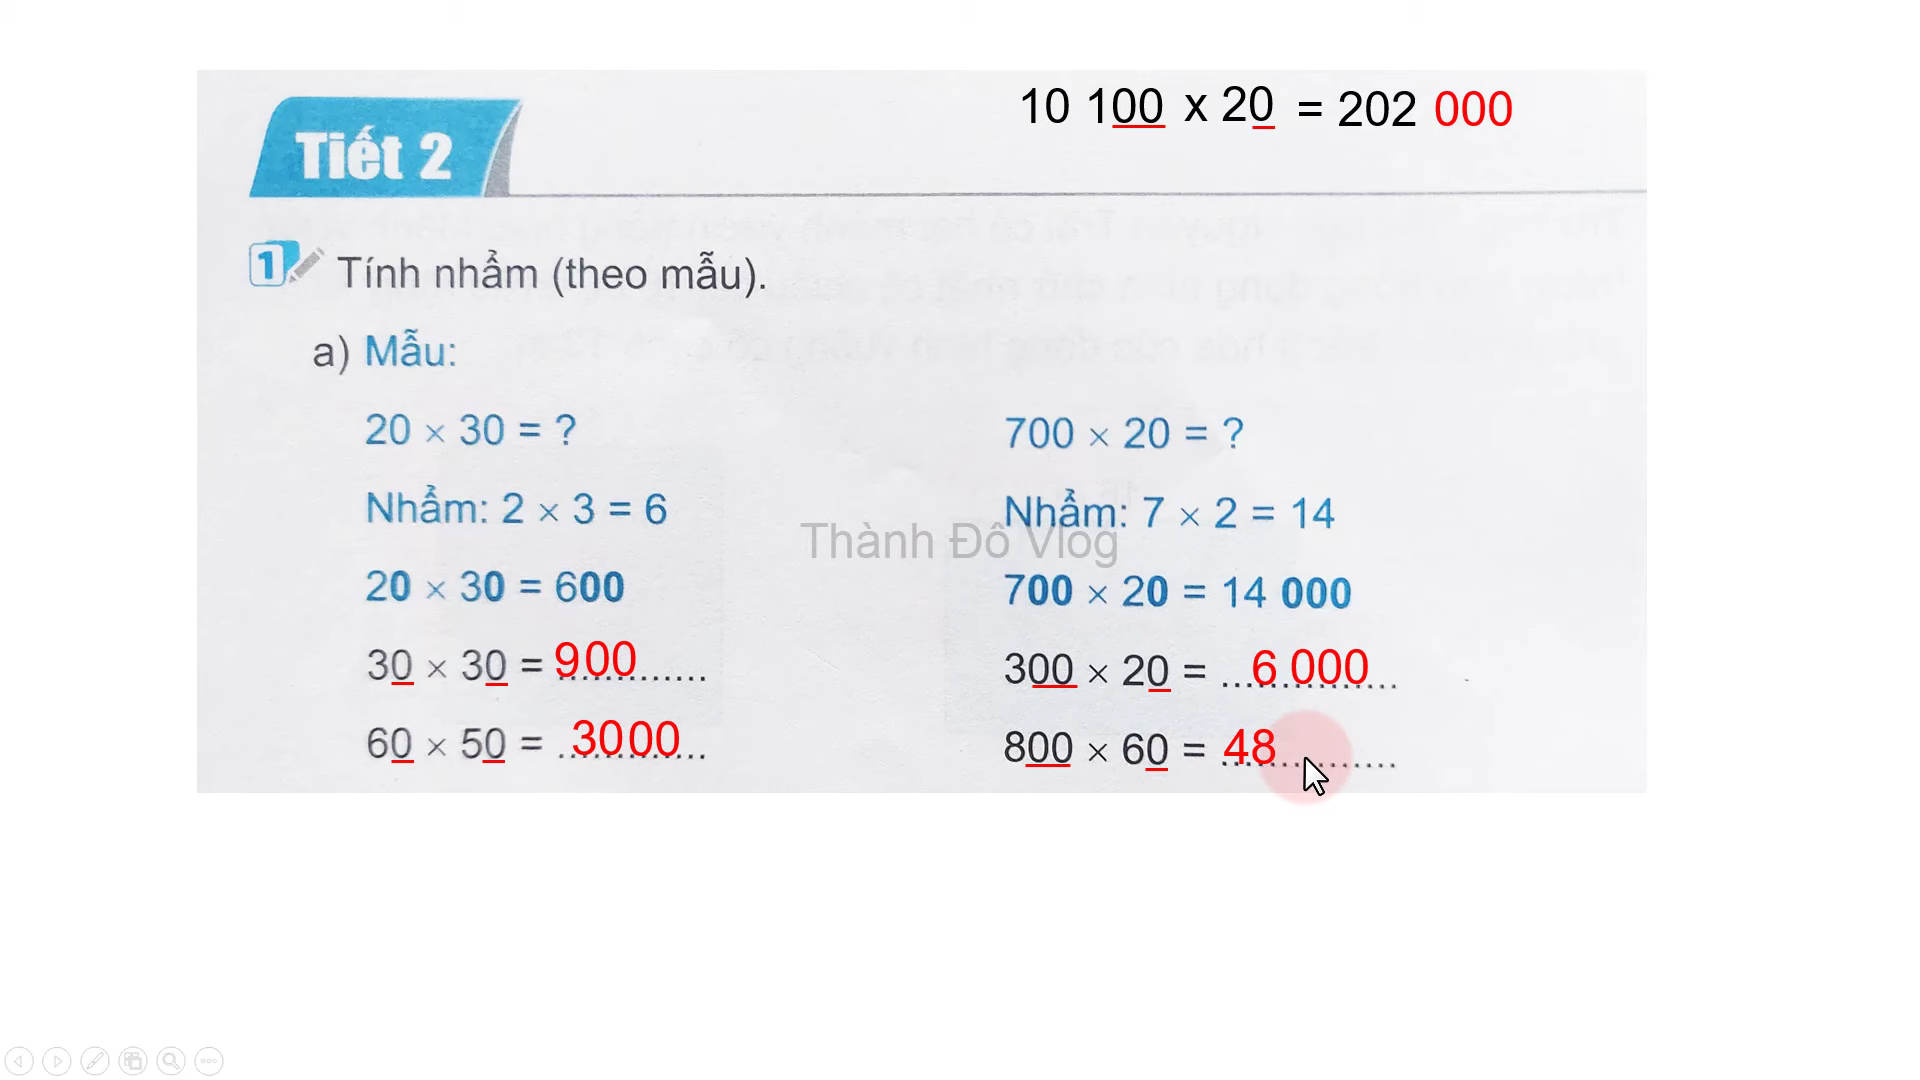 10 100 x 20 = 202 000
Tiết 2
1 Tính nhẩm (theo mẫu).
a) Mẫu:
20 × 30 = ?
700 × 20 = ?
Nhẩm: 2 × 3 = 6
Nhẩm: 7 × 2 = 14
Thành Đô Vlog
20 × 30 = 600
700 × 20 = 14 000
30 × 30 = 900
300 × 20 = 6 000
60 × 50 = 3000
800 × 60 = 48